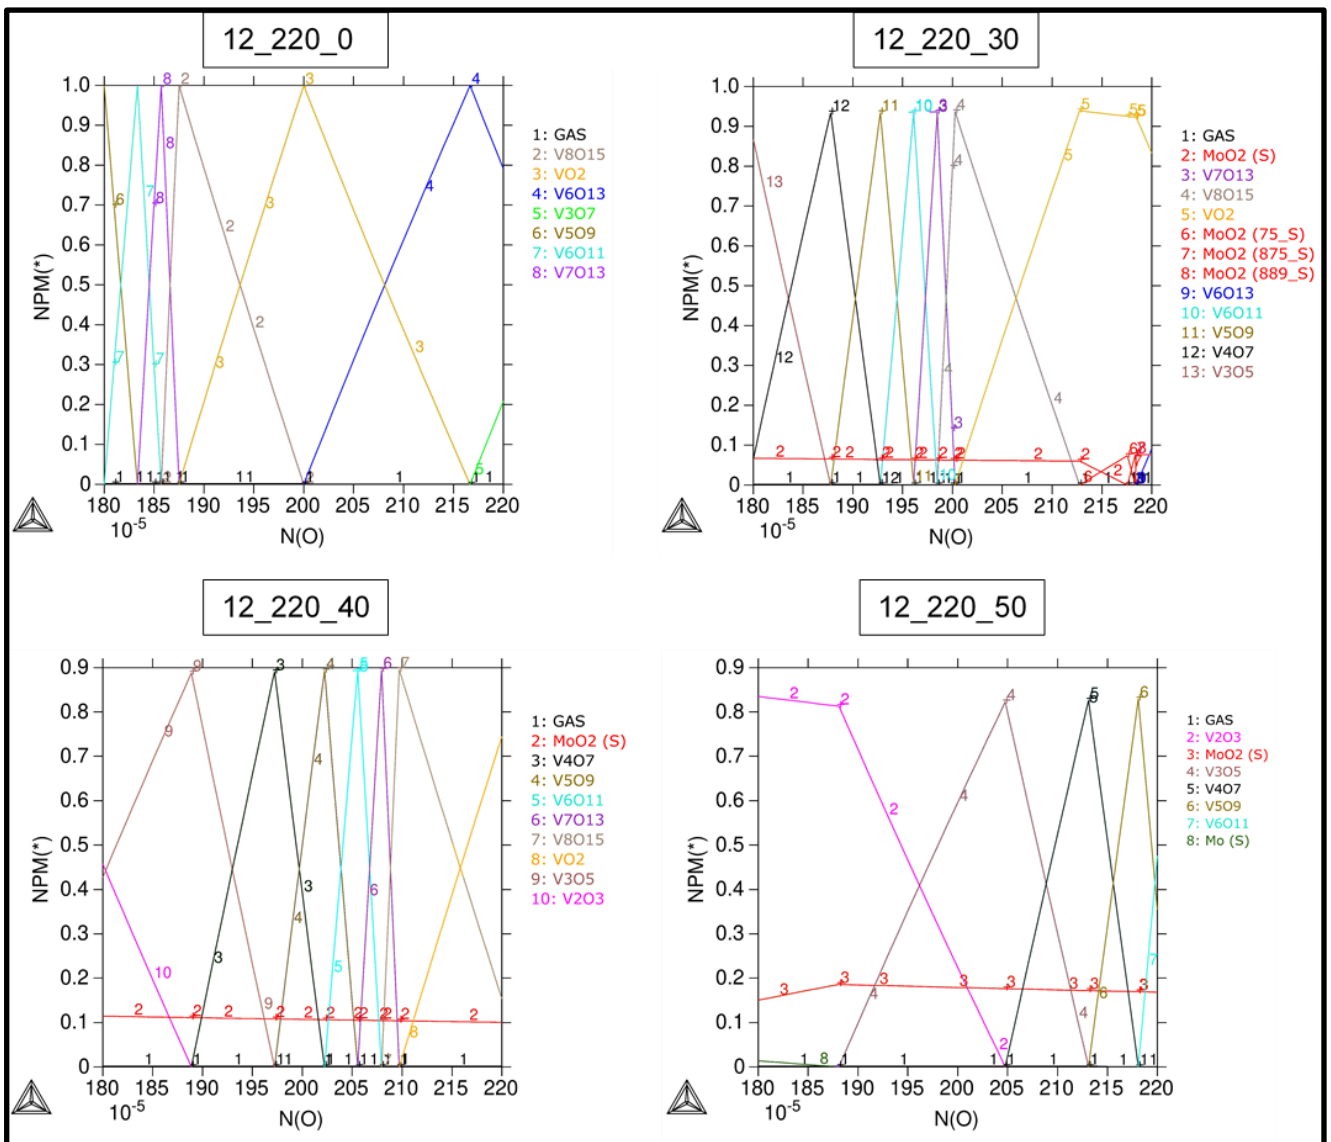 12_220_0
1.0
0.9
0.8
0.7
0.6
0.5
0.4
0.3
0.2
0.1
0
NPM(*)
180 185 190 195 200 205 210 215 220
10-5
N(O)
1: GAS
2: V8O15
3: VO2
4: V6O13
5: V3O7
6: V5O9
7: V6O11
8: V7O13
12_220_30
1.0
0.9
0.8
0.7
0.6
0.5
0.4
0.3
0.2
0.1
0
NPM(*)
180 185 190 195 200 205 210 215 220
10-5
N(O)
1: GAS
2: MoO2 (S)
3: V7O13
4: V8O15
5: VO2
6: MoO2 (75_S)
7: MoO2 (875_S)
8: MoO2 (889_S)
9: V6O13
10: V6O11
11: V5O9
12: V4O7
13: V3O5
12_220_40
0.9
0.8
0.7
0.6
0.5
0.4
0.3
0.2
0.1
0
NPM(*)
180 185 190 195 200 205 210 215 220
10-5
N(O)
1: GAS
2: MoO2 (S)
3: V4O7
4: V5O9
5: V6O11
6: V7O13
7: V8O15
8: VO2
9: V3O5
10: V2O3
12_220_50
0.9
0.8
0.7
0.6
0.5
0.4
0.3
0.2
0.1
0
NPM(*)
180 185 190 195 200 205 210 215 220
10-5
N(O)
1: GAS
2: V2O3
3: MoO2 (S)
4: V3O5
5: V4O7
6: V5O9
7: V6O11
8: Mo (S)